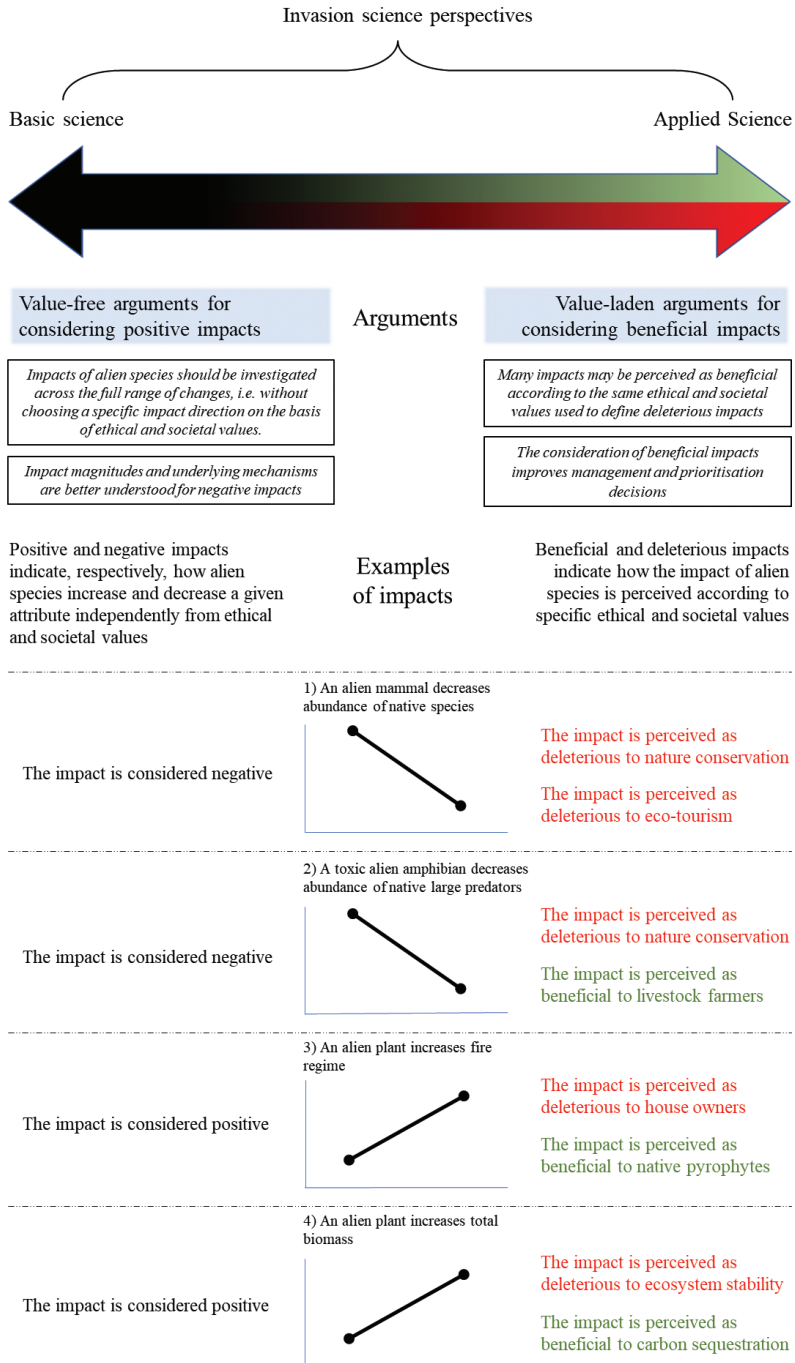 Invasion science perspectives
Basic science
Applied Science
Value-free arguments for
considering positive impacts
Arguments
Value-laden arguments for
considering beneficial impacts
Impacts of alien species should be investigated
across the full range of changes, i.e. without
choosing a specific impact direction on the basis
of ethical and societal values.
Many impacts may be perceived as beneficial
according to the same ethical and societal
values used to define deleterious impacts
Impact magnitudes and underlying mechanisms
are better understood for negative impacts
The consideration of beneficial impacts
improves management and prioritisation
decisions
Positive and negative impacts
indicate, respectively, how alien
species increase and decrease a given
attribute independently from ethical
and societal values
Examples
of impacts
Beneficial and deleterious impacts
indicate how the impact of alien
species is perceived according to
specific ethical and societal values
1) An alien mammal decreases
abundance of native species
The impact is considered negative
The impact is perceived as
deleterious to nature conservation
The impact is perceived as
deleterious to eco-tourism
2) A toxic alien amphibian decreases
abundance of native large predators
The impact is considered negative
The impact is perceived as
deleterious to nature conservation
The impact is perceived as
beneficial to livestock farmers
3) An alien plant increases fire
regime
The impact is considered positive
The impact is perceived as
deleterious to house owners
The impact is perceived as
beneficial to native pyrophytes
4) An alien plant increases total
biomass
The impact is considered positive
The impact is perceived as
deleterious to ecosystem stability
The impact is perceived as
beneficial to carbon sequestration